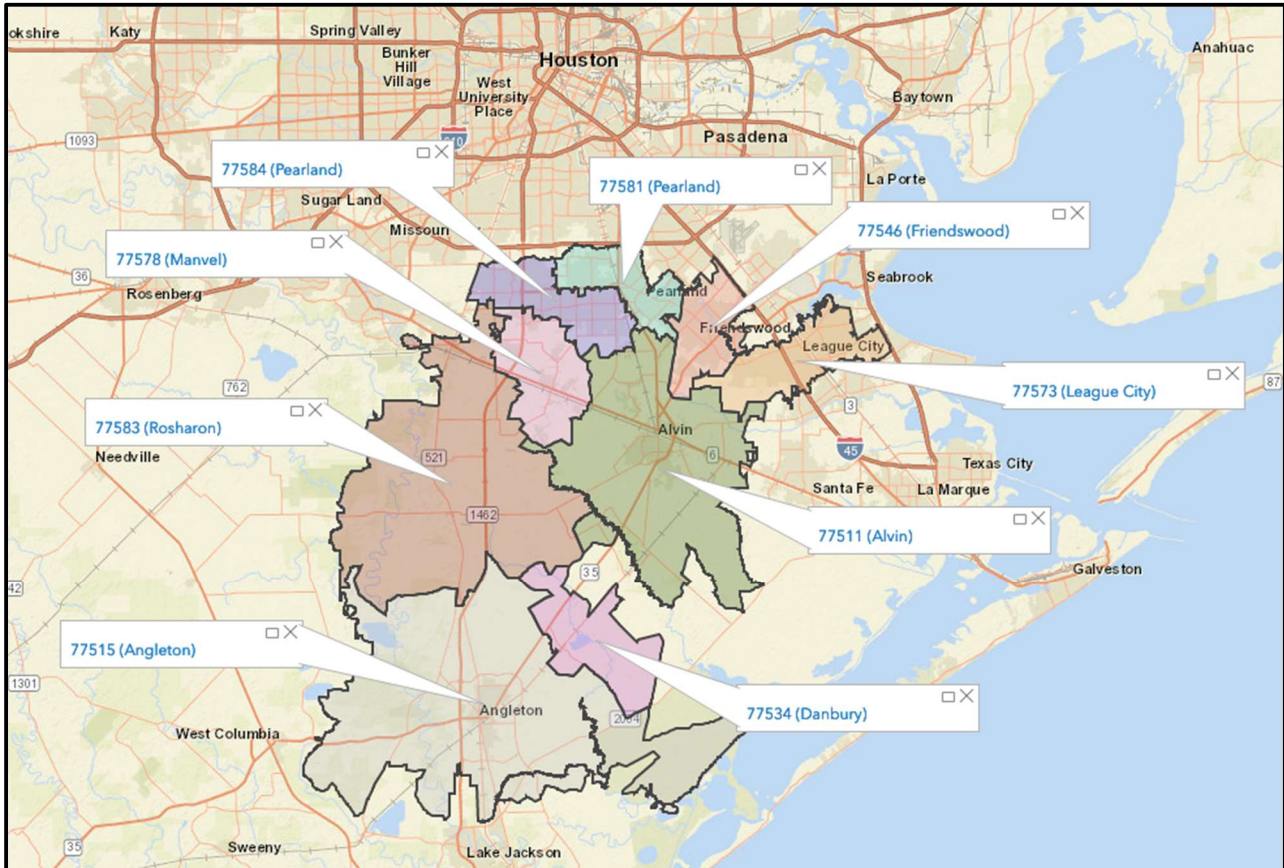 okshire
Katy
Spring Valley
Bunker
Hill
Village
Houston
West
University
Place
Anahuac
Baytown
Pasadena
1093
77584 (Pearland)
77581 (Pearland)
La Porte
Sugar Land
Missour
77546 (Friendswood)
77578 (Manvel)
36
Rosenberg
Seabrook
Pearland
Friendswood
League City
762
77573 (League City)
87
3
77583 (Rosharon)
Alvin
Needville
521
6
45
Texas City
Santa Fe
La Marque
1462
77511 (Alvin)
35
Galveston
42
77515 (Angleton)
1301
Angleton
77534 (Danbury)
West Columbia
35
Sweeny
Lake Jackson